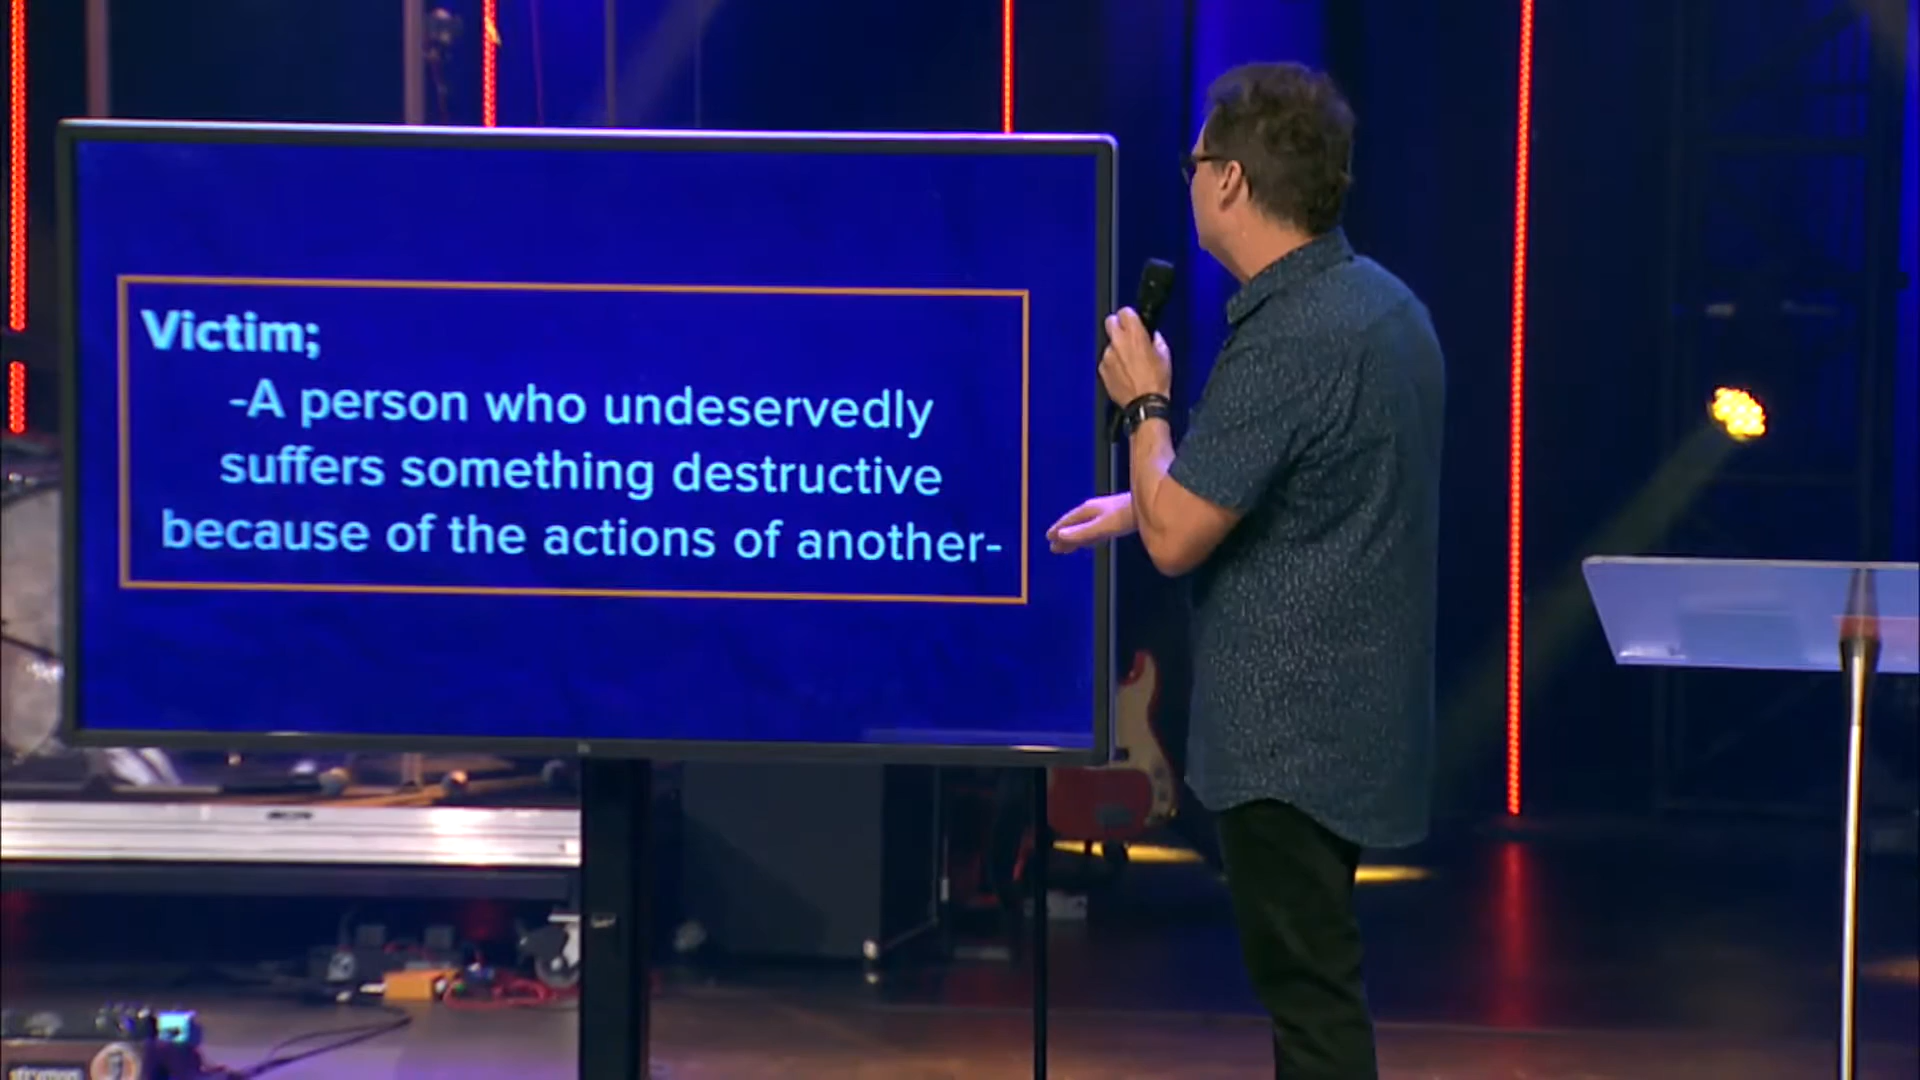 Victim;
-A person who undeservedly
suffers something destructive
because of the actions of another-